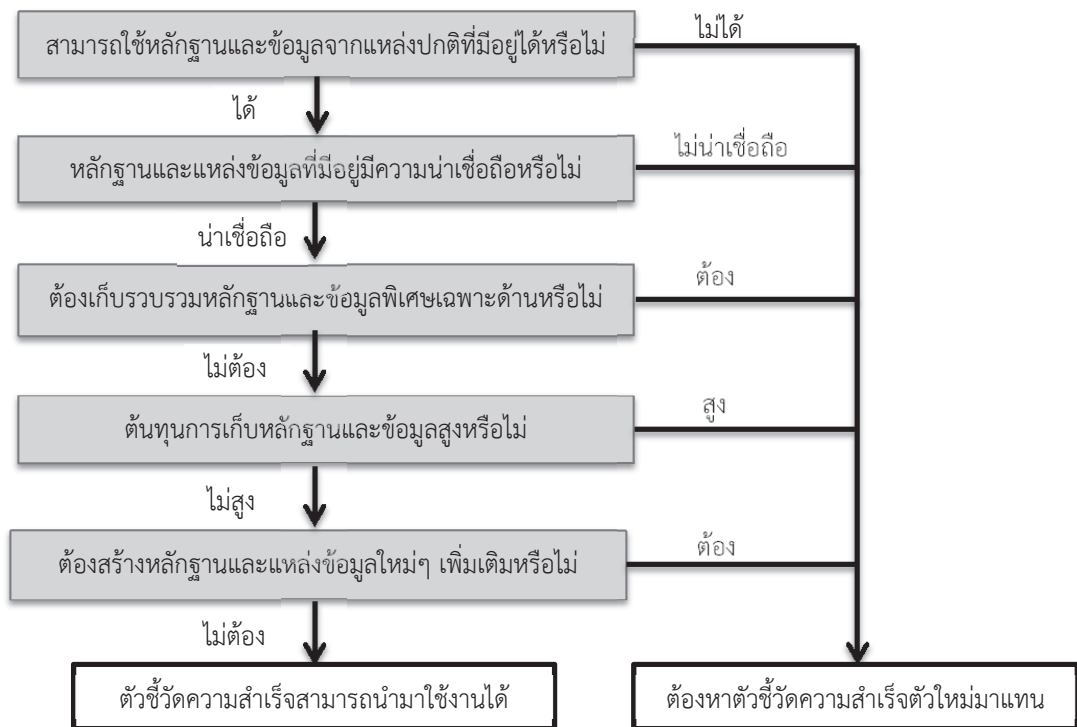 สามารถใช้หลักฐานและข้อมูลจากแหล่งปกติที่มีอยู่ได้หรือไม่
ไม่ได้
ได้
หลักฐานและแหล่งข้อมูลที่มีอยู่มีความน่าเชื่อถือหรือไม่
ไม่น่าเชื่อถือ
น่าเชื่อถือ
ต้องเก็บรวบรวมหลักฐานและข้อมูลพิเศษเฉพาะด้านหรือไม่
ต้อง
ไม่ต้อง
ต้นทุนการเก็บหลักฐานและข้อมูลสูงหรือไม่
สูง
ไม่สูง
ต้องสร้างหลักฐานและแหล่งข้อมูลใหม่ๆ เพิ่มเติมหรือไม่
ต้อง
ไม่ต้อง
ตัวชี้วัดความสำเร็จสามารถนำมาใช้งานได้
ต้องหาตัวชี้วัดความสำเร็จตัวใหม่มาแทน